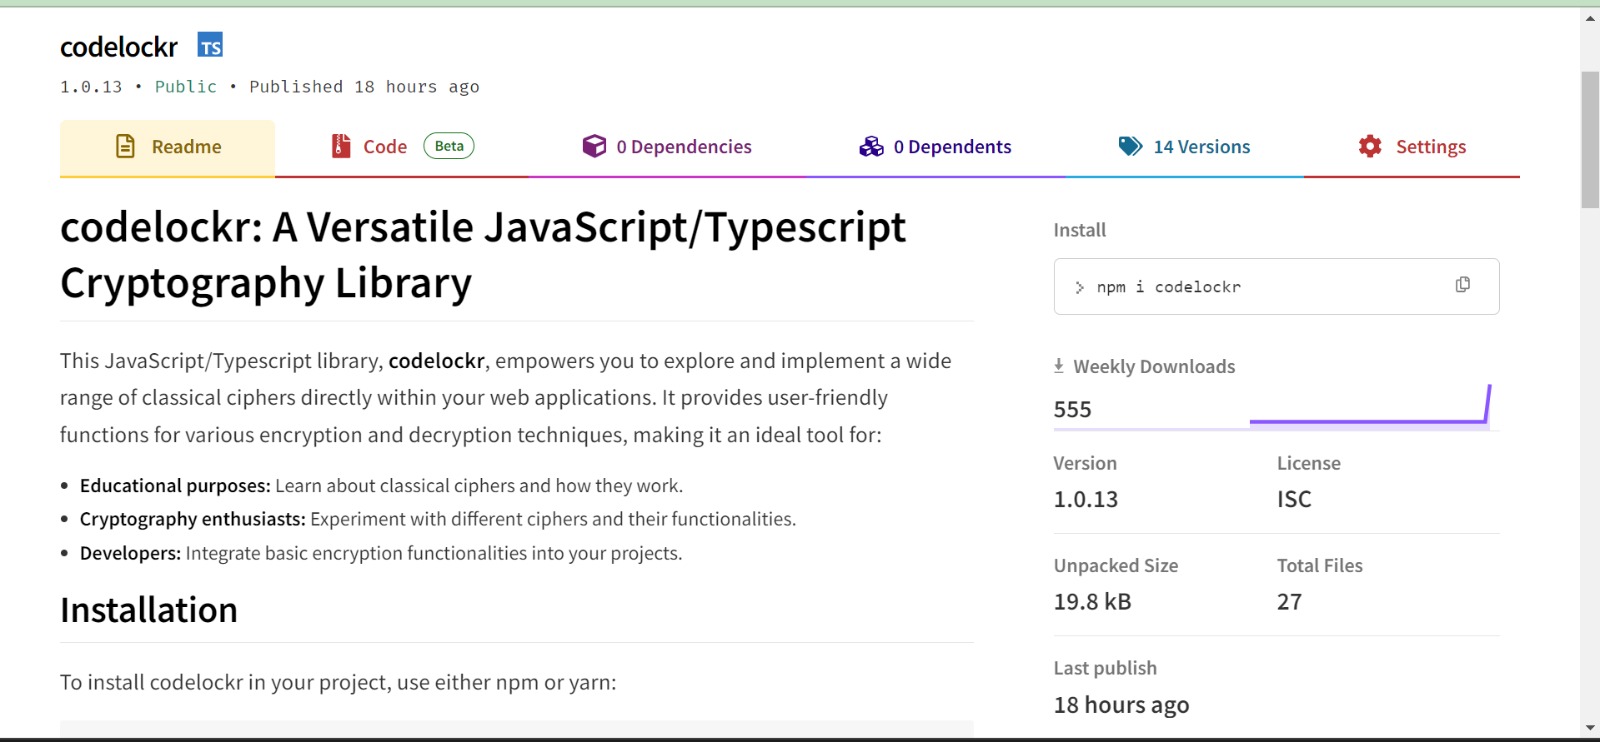 codelockr TS
1.0.13 • Public • Published 18 hours ago
Readme
Code Beta
0 Dependencies
0 Dependents
14 Versions
Settings
codelockr: A Versatile JavaScript/Typescript
Cryptography Library
This JavaScript/Typescript library, codelockr, empowers you to explore and implement a wide
range of classical ciphers directly within your web applications. It provides user-friendly
functions for various encryption and decryption techniques, making it an ideal tool for:
• Educational purposes: Learn about classical ciphers and how they work.
• Cryptography enthusiasts: Experiment with different ciphers and their functionalities.
• Developers: Integrate basic encryption functionalities into your projects.
Installation
To install codelockr in your project, use either npm or yarn:
Install
> npm i codelockr
Weekly Downloads
555
Version
1.0.13
License
ISC
Unpacked Size
19.8 kB
Total Files
27
Last publish
18 hours ago